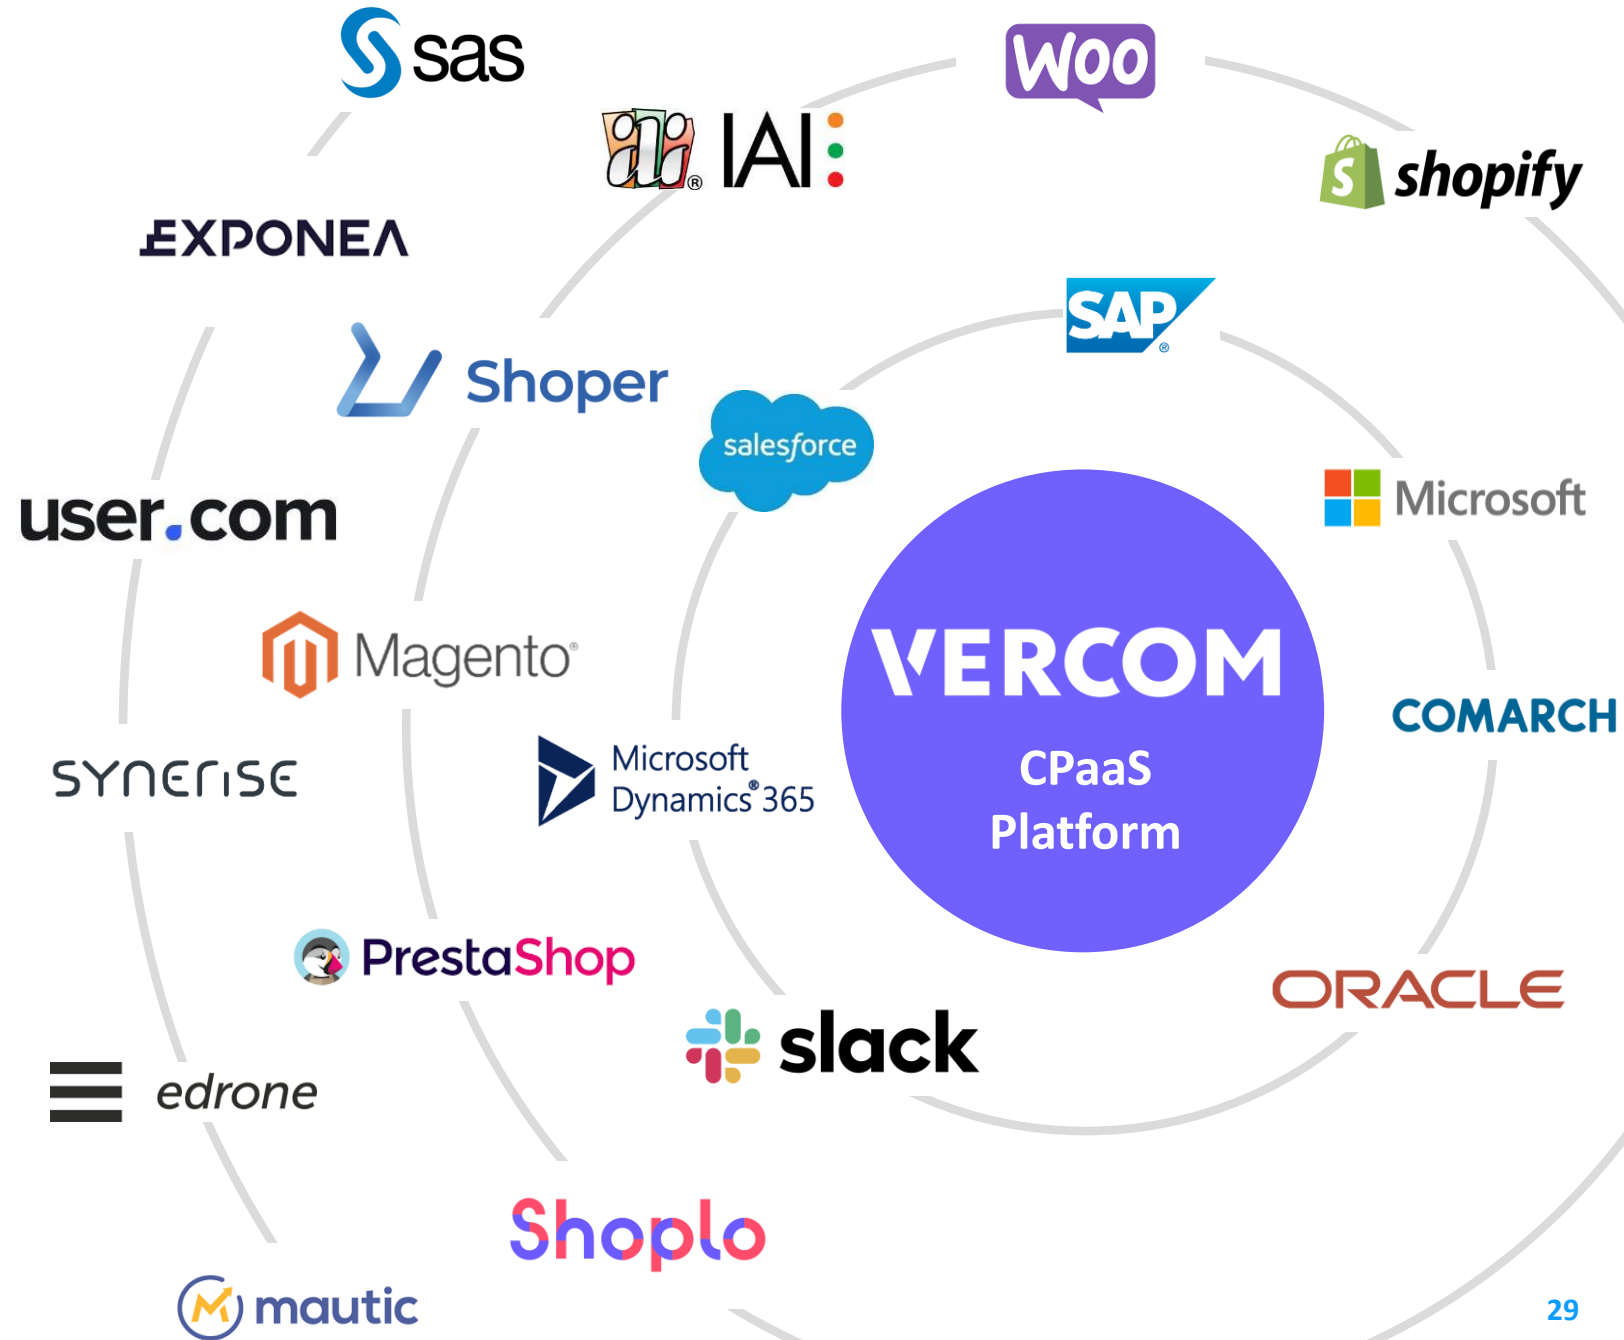 sas
WOO
IAI
®
shopify
EXPONEA
SAP
®
Shoper
salesforce
Microsoft
user.com
VERCOM
CPaaS
Platform
Magento®
COMARCH
SYNERISE
Microsoft
Dynamics® 365
PrestaShop
ORACLE
slack
edrone
Shoplo
mautic
29